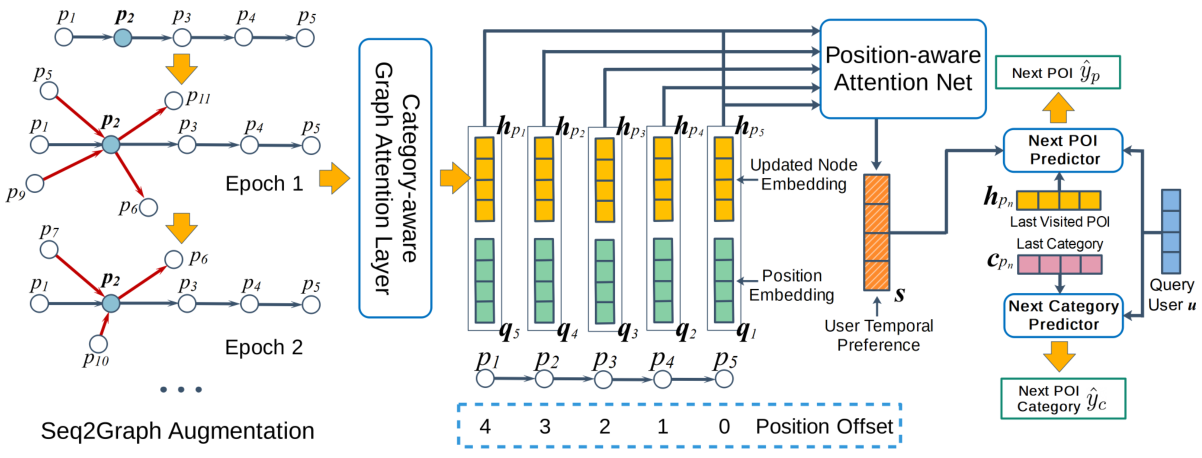 p1 p2 p3 p4 p5
p5 p11
p1 p2 p3 p4 p5
p9 p6
Epoch 1
p7 p6
p1 p2 p3 p4 p5
p10
Epoch 2
...
Seq2Graph Augmentation
Category-aware
Graph Attention Layer
hp1 hp2 hp3 hp4 hp5
q5 q4 q3 q2 q1
p1 p2 p3 p4 p5
4 3 2 1 0 Position Offset
Position-aware
Attention Net
Updated Node
Embedding
Position
Embedding
s
User Temporal
Preference
Next POI ŷp
Next POI
Predictor
hpn
Last Visited POI
Last Category
cpn
Next Category
Predictor
Query
User u
Next POI
Category ŷc